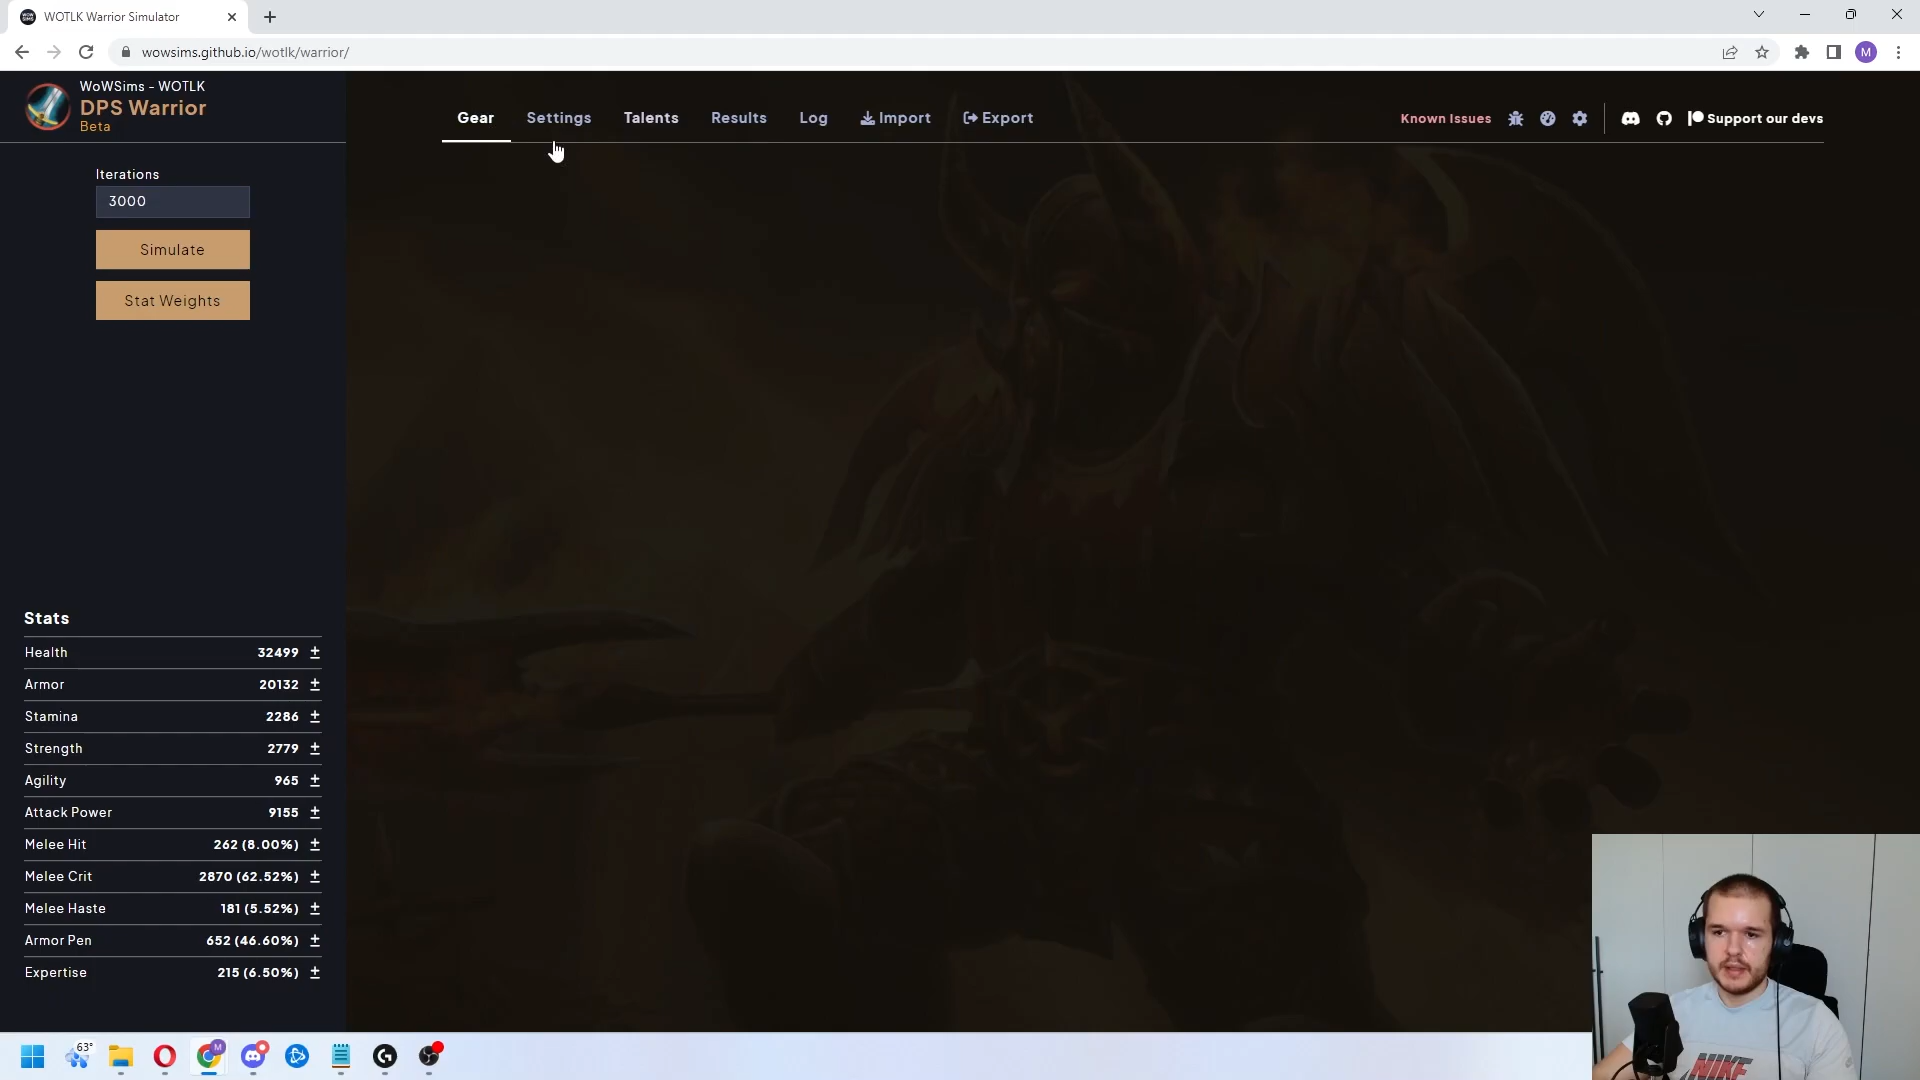 WOTLK Warrior Simulator
wowsims.github.io/wotlk/warrior/
M
WoWSims - WOTLK
DPS Warrior
Beta
Gear
Settings
Talents
Results
Log
Import
Export
Known Issues
Support our devs
Iterations
3000
Simulate
Stat Weights
Stats
Health 32499
Armor 20132
Stamina 2286
Strength 2779
Agility 965
Attack Power 9155
Melee Hit 262 (8.00%)
Melee Crit 2870 (62.52%)
Melee Haste 181 (5.52%)
Armor Pen 652 (46.60%)
Expertise 215 (6.50%)
63°
M
NIKE